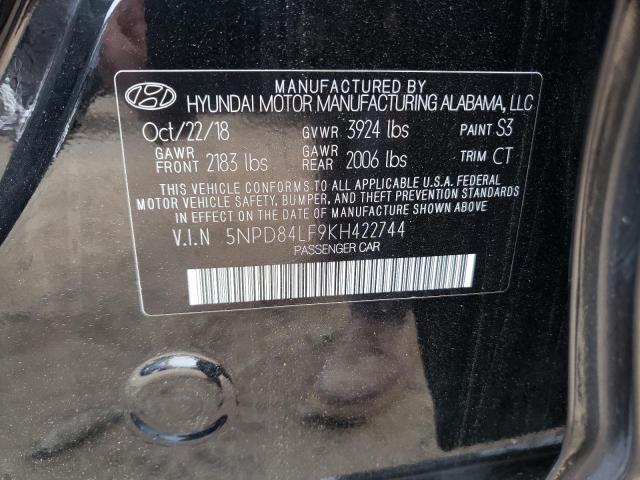 MANUFACTURED BY
HYUNDAI MOTOR MANUFACTURING ALABAMA, LLC
Oct/22/18 GVWR 3924 lbs PAINT S3
GAWR FRONT 2183 lbs GAWR REAR 2006 lbs TRIM CT
THIS VEHICLE CONFORMS TO ALL APPLICABLE U.S.A. FEDERAL
MOTOR VEHICLE SAFETY, BUMPER, AND THEFT PREVENTION STANDARDS
IN EFFECT ON THE DATE OF MANUFACTURE SHOWN ABOVE
V.I.N 5NPD84LF9KH422744
PASSENGER CAR